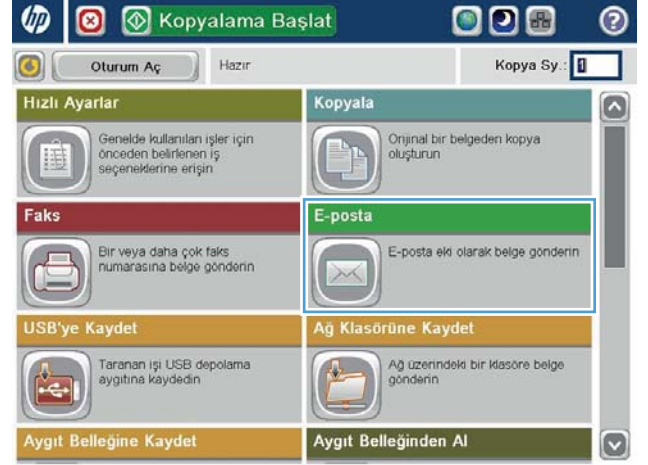 hp
Kopyalama Başlat
?
Oturum Aç
Hazır
Kopya Sy.: 1
Hızlı Ayarlar
Genelde kullanılan işler için
önceden belirlenen iş
seçeneklerine erişin
Kopyala
Orijinal bir belgeden kopya
oluşturun
Faks
Bir veya daha çok faks
numarasına belge gönderin
E-posta
E-posta eki olarak belge gönderin
USB'ye Kaydet
Taranan işi USB depolama
aygıtına kaydedin
Ağ Klasörüne Kaydet
Ağ üzerindeki bir klasöre belge
gönderin
Aygıt Belleğine Kaydet
Aygıt Belleğinden Al